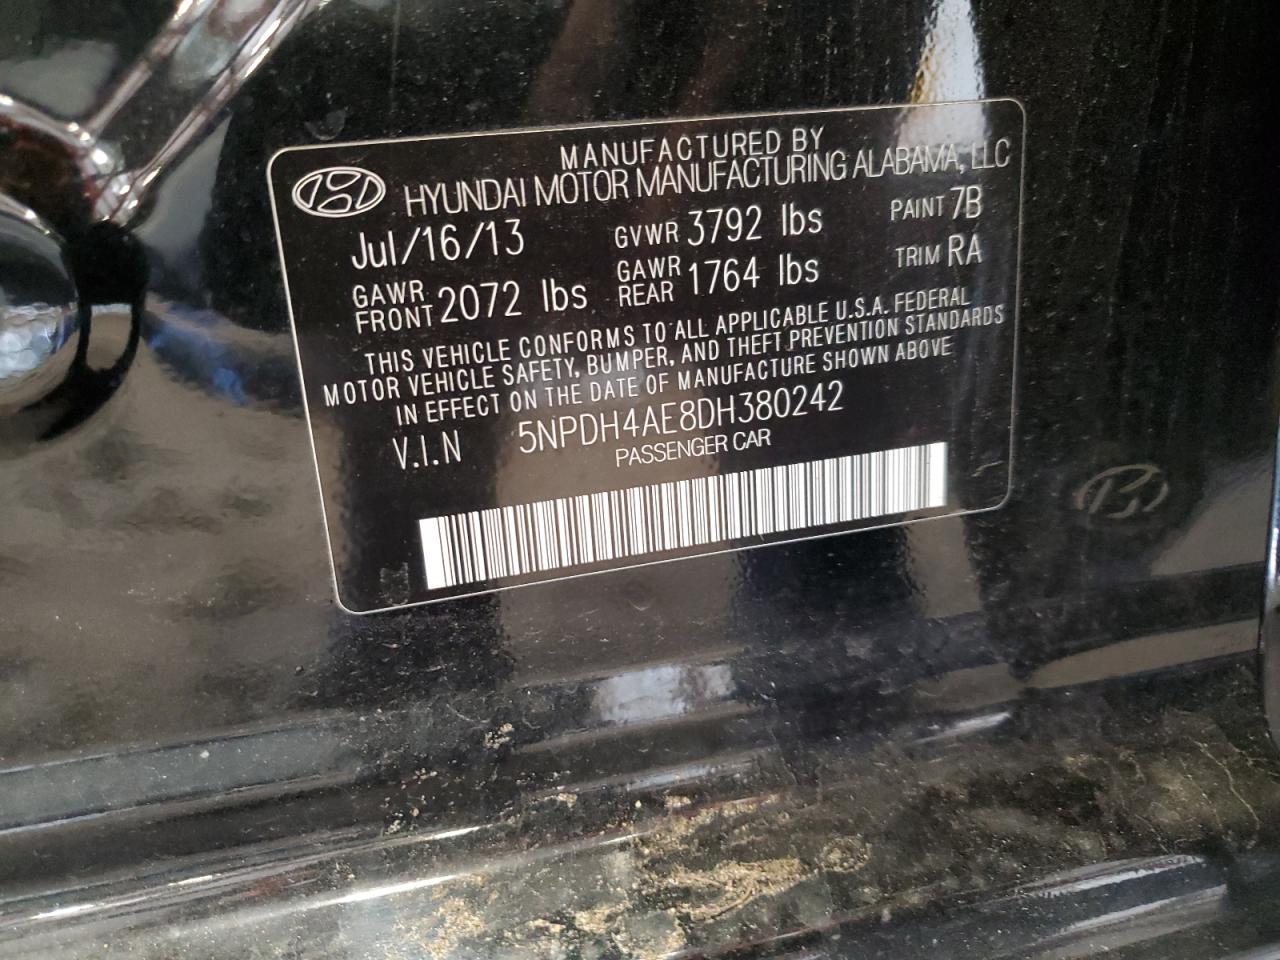 MANUFACTURED BY
HYUNDAI MOTOR MANUFACTURING ALABAMA, LLC
Jul/16/13 GVWR 3792 lbs PAINT 7B
GAWR FRONT 2072 lbs GAWR REAR 1764 lbs TRIM RA
THIS VEHICLE CONFORMS TO ALL APPLICABLE U.S.A. FEDERAL
MOTOR VEHICLE SAFETY, BUMPER, AND THEFT PREVENTION STANDARDS
IN EFFECT ON THE DATE OF MANUFACTURE SHOWN ABOVE
V.I.N 5NPDH4AE8DH380242
PASSENGER CAR